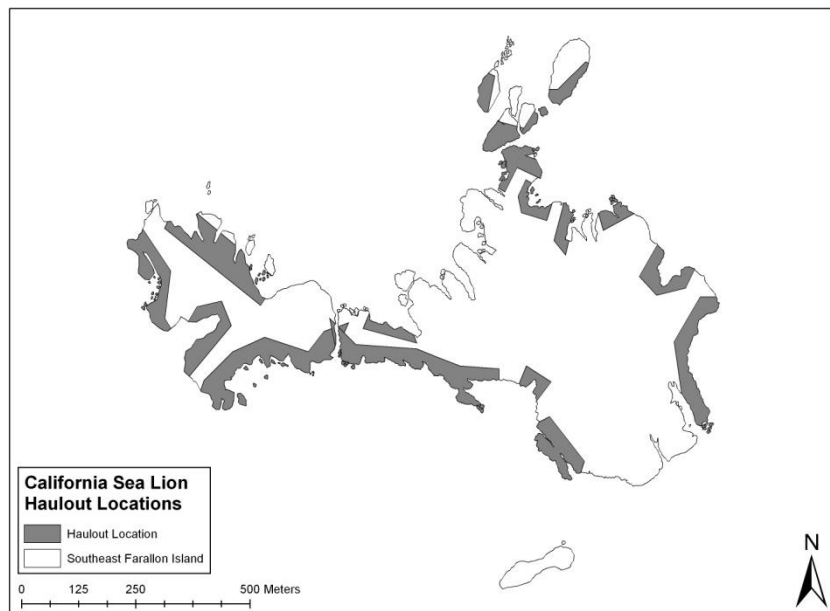 California Sea Lion
Haulout Locations
Haulout Location
Southeast Farallon Island
0 125 250 500 Meters
N